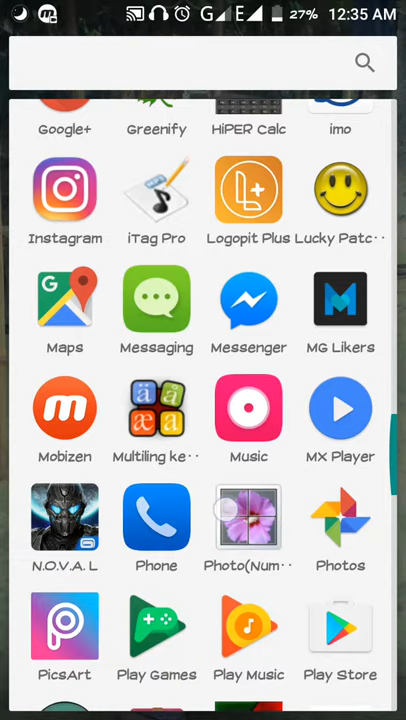 G E 27% 12:35 AM
Google+ Greenify HiPER Calc imo
Instagram iTag Pro Logopit Plus Lucky Patc··
Maps Messaging Messenger MG Likers
Mobizen Multiling ke·· Music MX Player
N.O.V.A. L Phone Photo(Num·· Photos
PicsArt Play Games Play Music Play Store